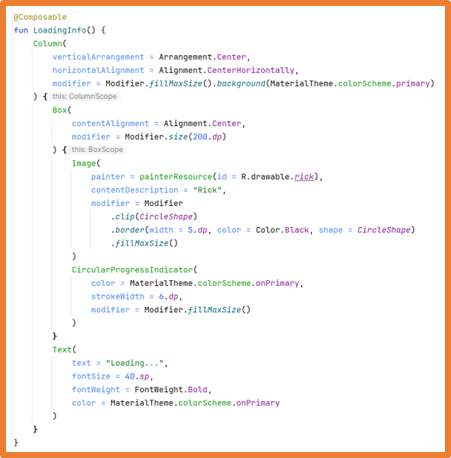 @Composable
fun LoadingInfo() {
    Column(
        verticalArrangement = Arrangement.Center,
        horizontalAlignment = Alignment.CenterHorizontally,
        modifier = Modifier.fillMaxSize().background(MaterialTheme.colorScheme.primary)
    ) { this: ColumnScope
        Box(
            contentAlignment = Alignment.Center,
            modifier = Modifier.size(200.dp)
        ) { this: BoxScope
            Image(
                painter = painterResource(id = R.drawable.rick),
                contentDescription = "Rick",
                modifier = Modifier
                    .clip(CircleShape)
                    .border(width = 5.dp, color = Color.Black, shape = CircleShape)
                    .fillMaxSize()
            )
            CircularProgressIndicator(
                color = MaterialTheme.colorScheme.onPrimary,
                strokeWidth = 6.dp,
                modifier = Modifier.fillMaxSize()
            )
        }
        Text(
            text = "Loading...",
            fontSize = 40.sp,
            fontWeight = FontWeight.Bold,
            color = MaterialTheme.colorScheme.onPrimary
        )
    }
}